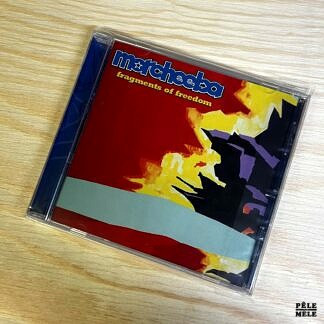 morcheeba
fragments of freedom
PÊLE
MÊLE